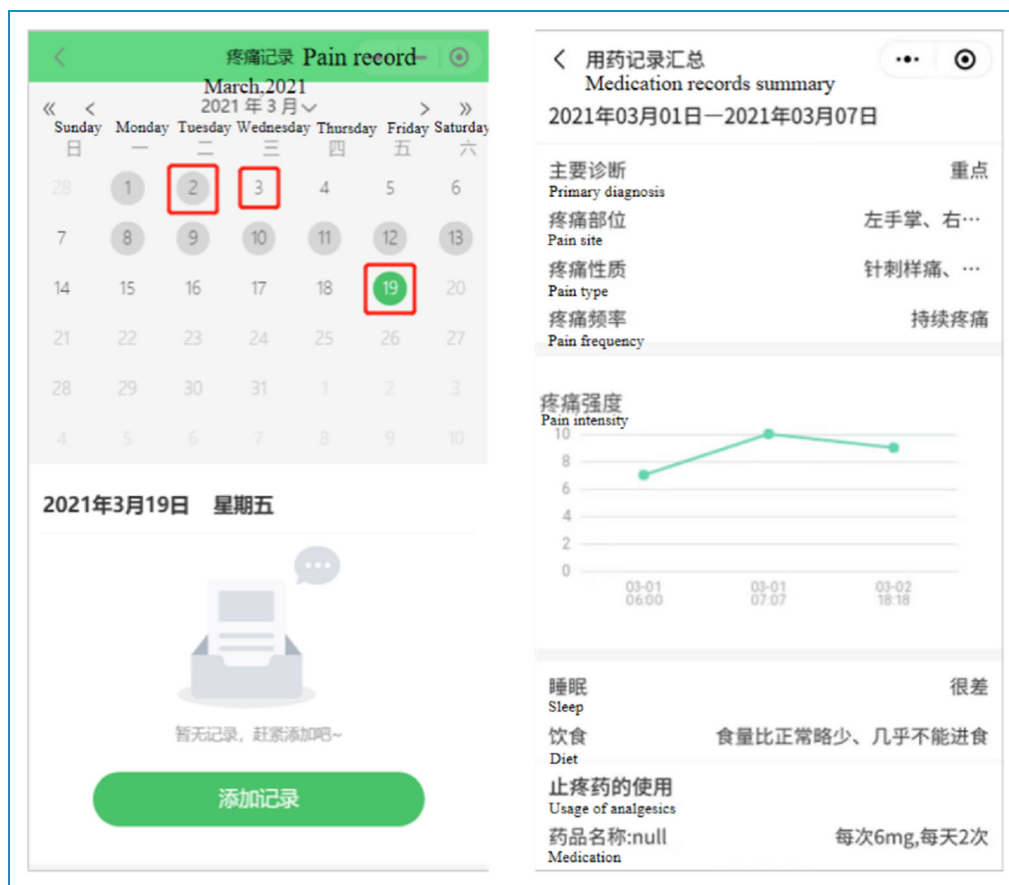 疼痛记录 Pain record
March,2021
2021年3月
« < > »
Sunday Monday Tuesday Wednesday Thursday Friday Saturday
日 一 二 三 四 五 六
28 1 2 3 4 5 6
7 8 9 10 11 12 13
14 15 16 17 18 19 20
21 22 23 24 25 26 27
28 29 30 31 1 2 3
4 5 6 7 8 9 10
2021年3月19日 星期五
暂无记录，赶紧添加吧~
添加记录
用药记录汇总
Medication records summary
2021年03月01日—2021年03月07日
主要诊断 重点
Primary diagnosis
疼痛部位 左手掌、右…
Pain site
疼痛性质 针刺样痛、…
Pain type
疼痛频率 持续疼痛
Pain frequency
疼痛强度
Pain intensity
10
8
6
4
2
0
03-01 03-01 03-02
06:00 07:07 18:18
睡眠 很差
Sleep
饮食 食量比正常略少、几乎不能进食
Diet
止疼药的使用
Usage of analgesics
药品名称:null 每次6mg,每天2次
Medication